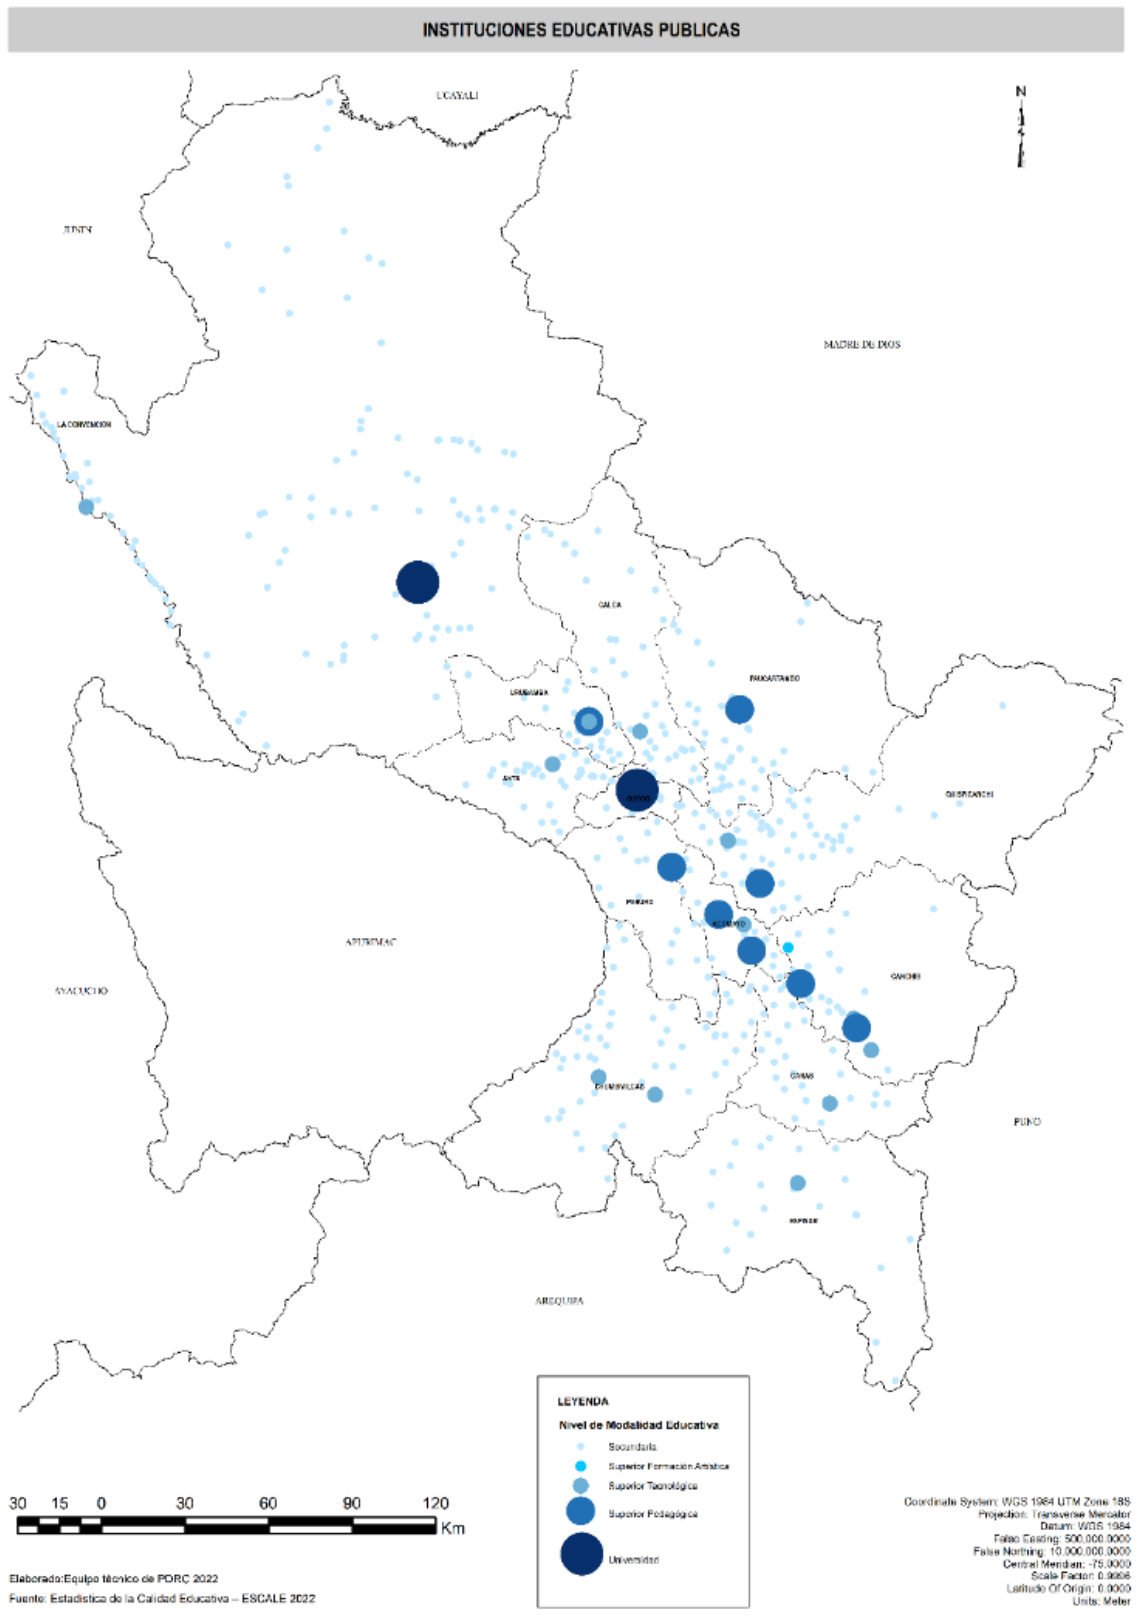 INSTITUCIONES EDUCATIVAS PUBLICAS
N
UCAYALI
JUNIN
MADRE DE DIOS
LA CONVENCION
CALCA
PAUCARTAMBO
URUBAMBA
ANTA
CUSCO
QUISPICANCHI
PARURO
ACOMAYO
APURIMAC
CANCHIS
AYACUCHO
CANAS
CHUMBIVILCAS
PUNO
ESPINAR
AREQUIPA
LEYENDA
Nivel de Modalidad Educativa
Secundaria
Superior Formación Artística
Superior Tecnológica
Superior Pedagógica
Universidad
30 15 0 30 60 90 120
Km
Elaborado:Equipo técnico de PDRC 2022
Fuente: Estadistica de la Calidad Educativa – ESCALE 2022
Coordinate System: WGS 1984 UTM Zone 18S
Projection: Transverse Mercator
Datum: WGS 1984
False Easting: 500,000.0000
False Northing: 10,000,000.0000
Central Meridian: -75.0000
Scale Factor: 0.9996
Latitude Of Origin: 0.0000
Units: Meter